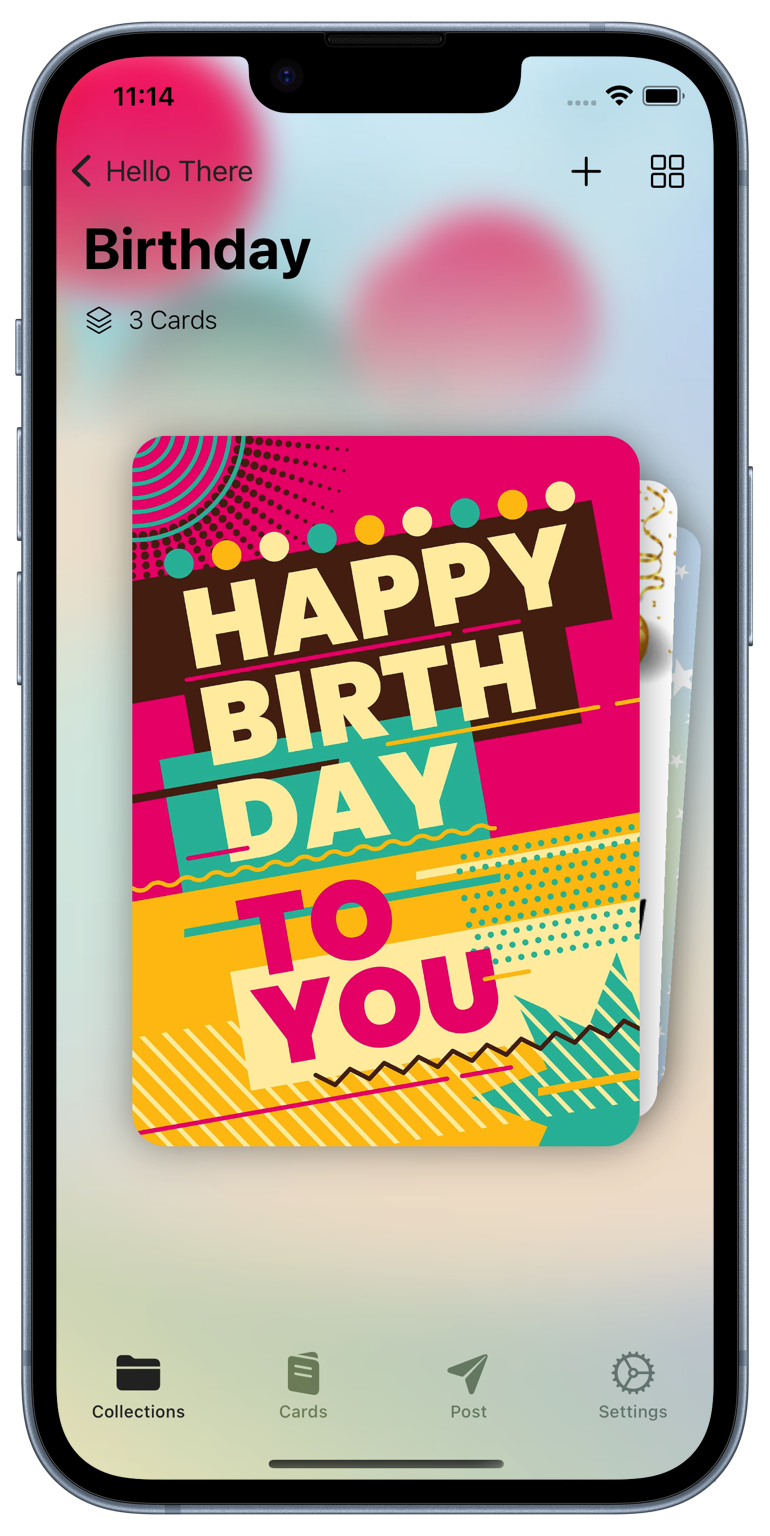 11:14
Hello There
Birthday
3 Cards
HAPPY
BIRTH
DAY
TO
YOU
Collections
Cards
Post
Settings